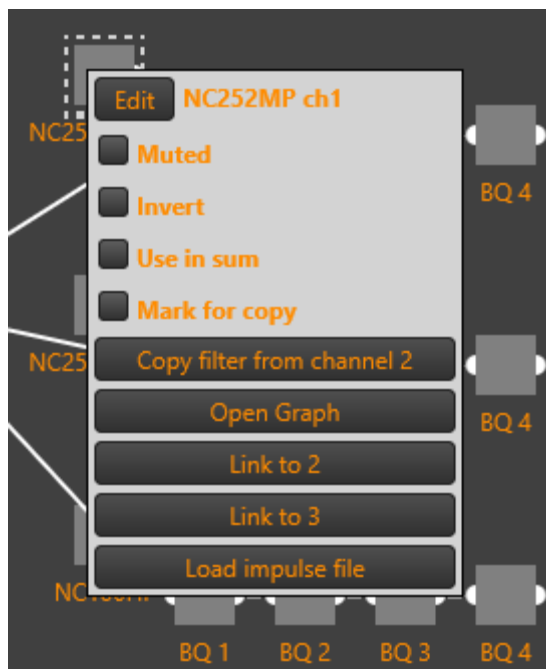 Edit NC252MP ch1
NC25
Muted
BQ 4
Invert
Use in sum
Mark for copy
NC25
Copy filter from channel 2
Open Graph
BQ 4
Link to 2
Link to 3
Load impulse file
BQ 1 BQ 2 BQ 3 BQ 4